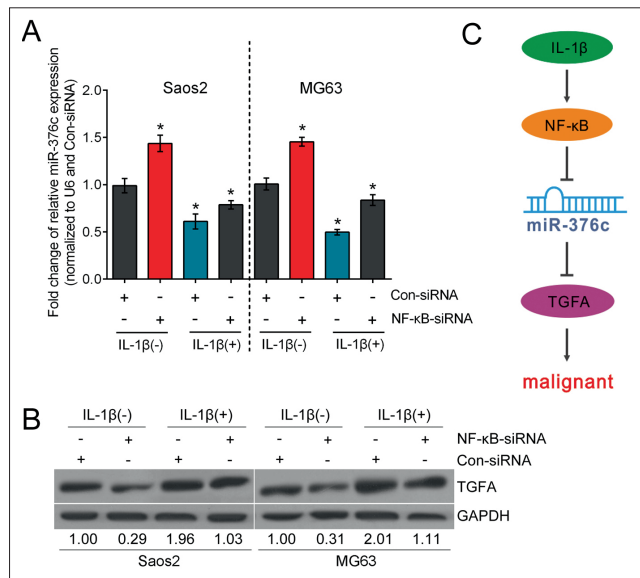 A
Saos2
MG63
Fold change of relative miR-376c expression
(normalized to U6 and Con-siRNA)
2.0
1.5
1.0
0.5
0.0
* * * * * *
+ - + - + - + - Con-siRNA
- + - + - + - + NF-κB-siRNA
IL-1β(-) IL-1β(+) IL-1β(-) IL-1β(+)
B
IL-1β(-) IL-1β(+) IL-1β(-) IL-1β(+)
- + - + - + - + NF-κB-siRNA
+ - + - + - + - Con-siRNA
TGFA
GAPDH
1.00 0.29 1.96 1.03 1.00 0.31 2.01 1.11
Saos2 MG63
C
IL-1β
NF-κB
miR-376c
TGFA
malignant